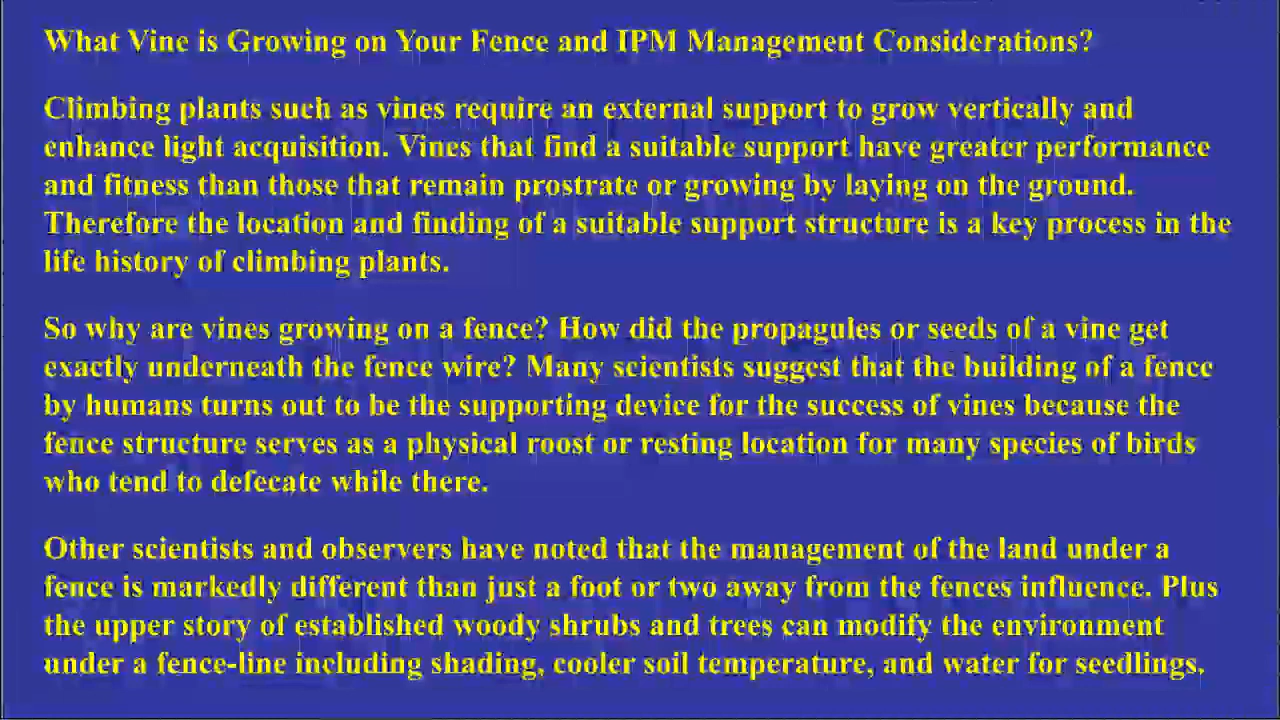 What Vine is Growing on Your Fence and IPM Management Considerations?
Climbing plants such as vines require an external support to grow vertically and
enhance light acquisition. Vines that find a suitable support have greater performance
and fitness than those that remain prostrate or growing by laying on the ground.
Therefore the location and finding of a suitable support structure is a key process in the
life history of climbing plants.
So why are vines growing on a fence? How did the propagules or seeds of a vine get
exactly underneath the fence wire? Many scientists suggest that the building of a fence
by humans turns out to be the supporting device for the success of vines because the
fence structure serves as a physical roost or resting location for many species of birds
who tend to defecate while there.
Other scientists and observers have noted that the management of the land under a
fence is markedly different than just a foot or two away from the fences influence. Plus
the upper story of established woody shrubs and trees can modify the environment
under a fence-line including shading, cooler soil temperature, and water for seedlings.